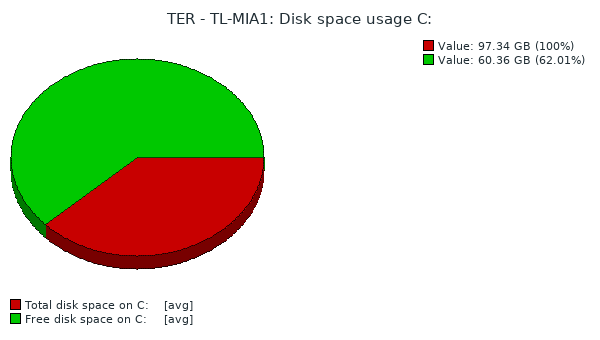 TER - TL-MIA1: Disk space usage C:
Value: 97.34 GB (100%)
Value: 60.36 GB (62.01%)
Total disk space on C: [avg]
Free disk space on C: [avg]